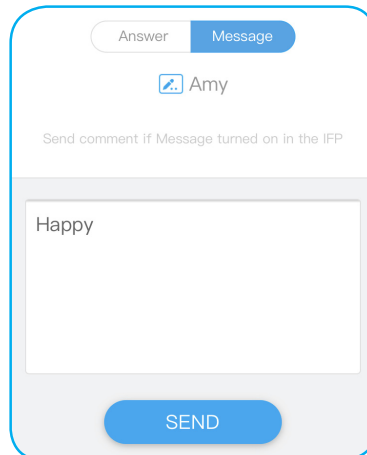 Answer Message
Amy
Send comment if Message turned on in the IFP
Happy
SEND